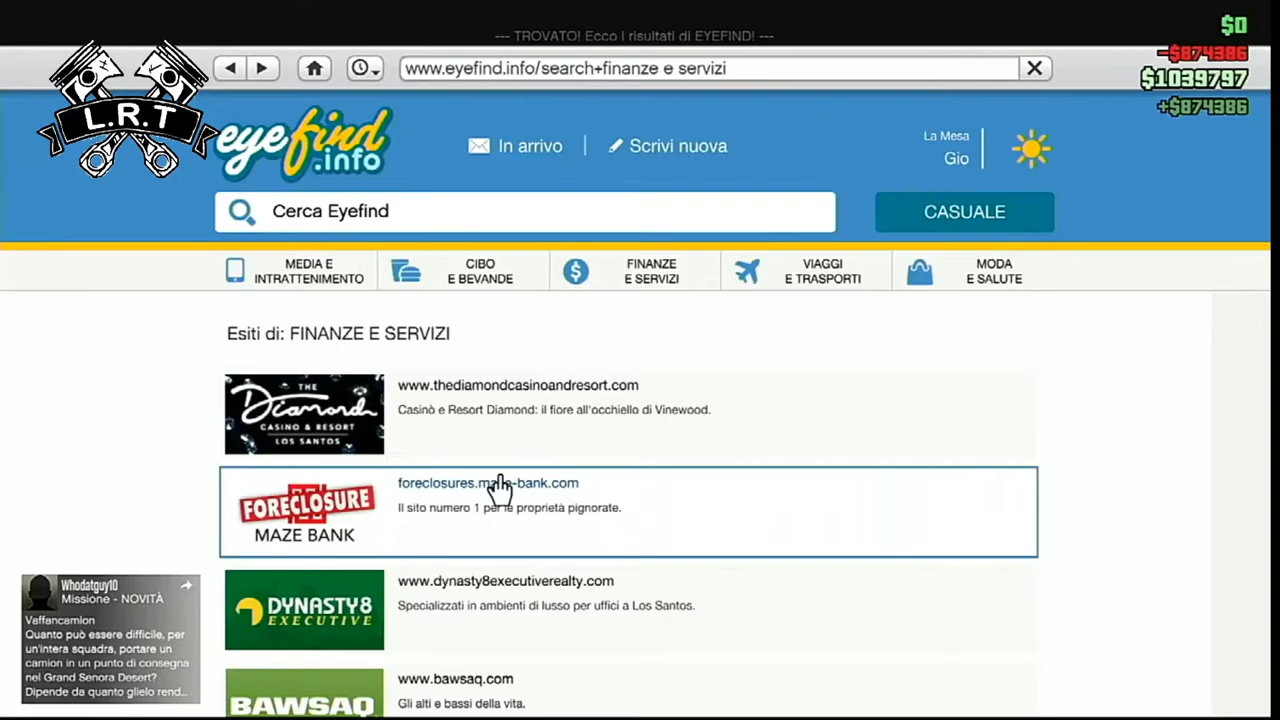 --- TROVATO! Ecco I risultati di EYEFIND! ---
$0
-$874386
$1039797
+$874386
www.eyefind.info/search+finanze e servizi
L.R.T
eyefind.info
In arrivo
Scrivi nuova
La Mesa
Gio
Cerca Eyefind
CASUALE
MEDIA E
INTRATTENIMENTO
CIBO
E BEVANDE
FINANZE
E SERVIZI
VIAGGI
E TRASPORTI
MODA
E SALUTE
Esiti di: FINANZE E SERVIZI
THE
Diamond
CASINO & RESORT
LOS SANTOS
www.thediamondcasinoandresort.com
Casinò e Resort Diamond: il fiore all'occhiello di Vinewood.
FORECLOSURE
MAZE BANK
foreclosures.maze-bank.com
Il sito numero 1 per le proprietà pignorate.
DYNASTY8
EXECUTIVE
www.dynasty8executiverealty.com
Specializzati in ambienti di lusso per uffici a Los Santos.
BAWSAQ
www.bawsaq.com
Gli alti e bassi della vita.
Whodatguy10
Missione - NOVITÀ
Vaffancamion
Quanto può essere difficile, per
un'intera squadra, portare un
camion in un punto di consegna
nel Grand Senora Desert?
Dipende da quanto glielo rend...